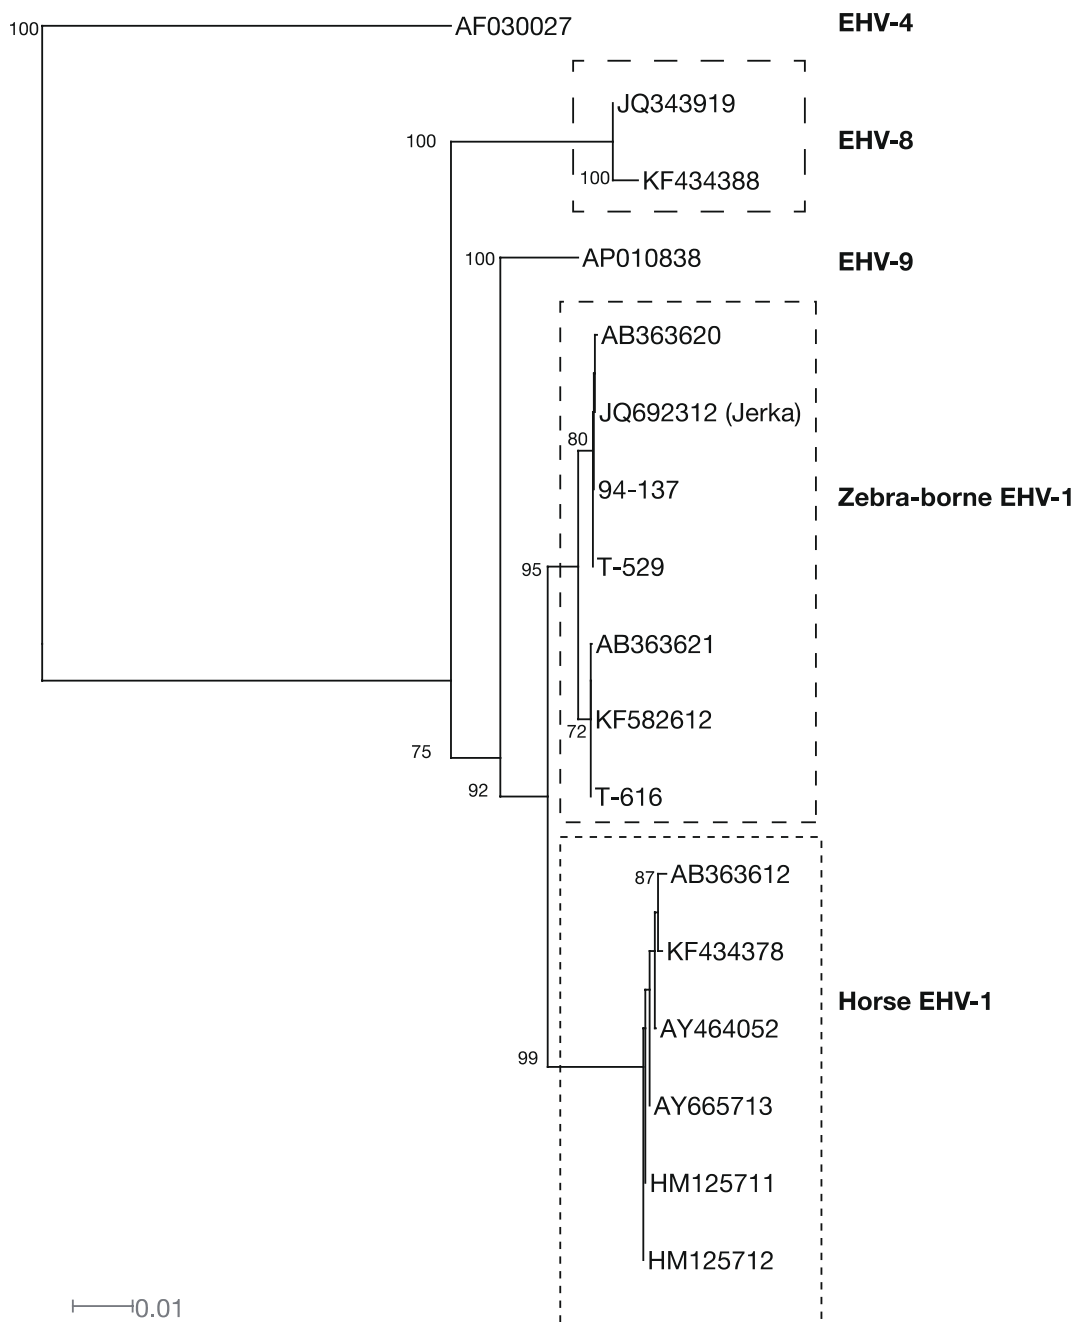 100 AF030027 EHV-4
JQ343919
100 EHV-8
100 KF434388
100 AP010838 EHV-9
AB363620
JQ692312 (Jerka)
80
94-137 Zebra-borne EHV-1
95 T-529
AB363621
KF582612
72
75
92 T-616
87 AB363612
KF434378
Horse EHV-1
AY464052
99
AY665713
HM125711
HM125712
0.01